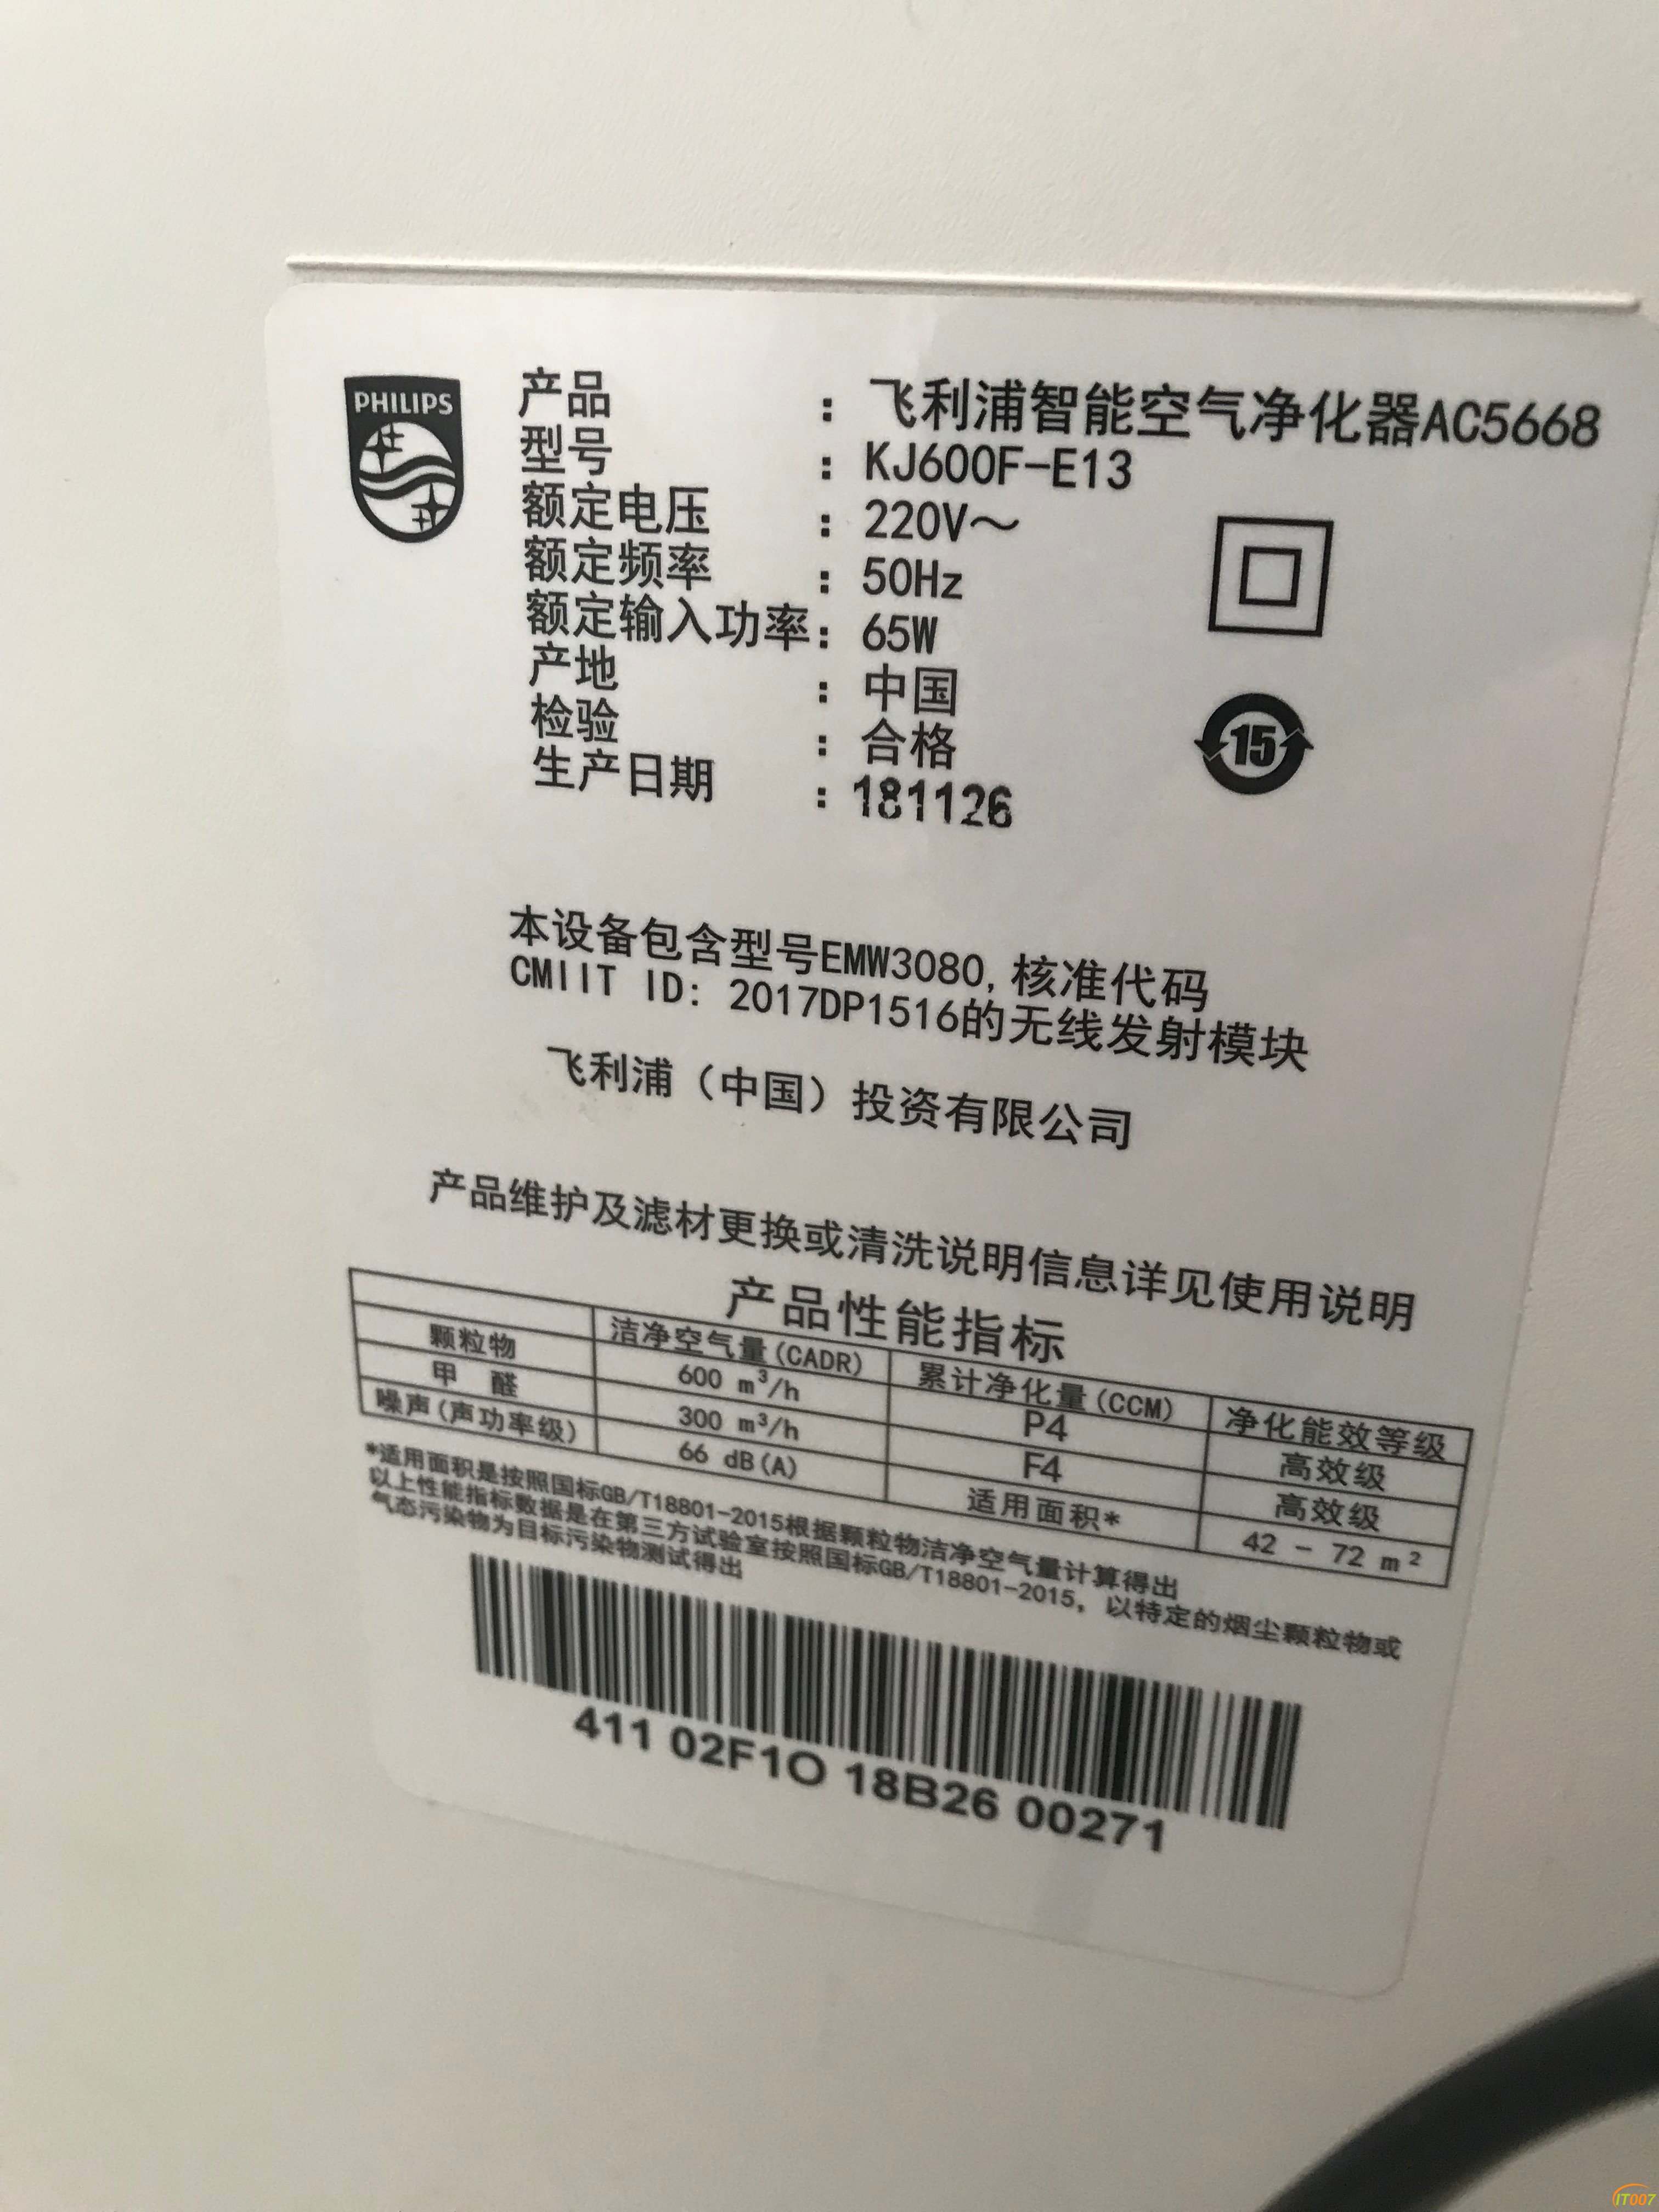 PHILIPS
产品 : 飞利浦智能空气净化器AC5668
型号 : KJ600F-E13
额定电压 : 220V～
额定频率 : 50Hz
额定输入功率: 65W
产地 : 中国
检验 : 合格
生产日期 : 181126
15
本设备包含型号EMW3080, 核准代码
CMIIT ID: 2017DP1516的无线发射模块
飞利浦（中国）投资有限公司
产品维护及滤材更换或清洗说明信息详见使用说明
产品性能指标
洁净空气量(CADR) 累计净化量(CCM) 净化能效等级
颗粒物 600 m³/h P4 高效级
甲 醛 300 m³/h F4 高效级
噪声(声功率级) 66 dB(A) 适用面积* 42 - 72 m²
*适用面积是按照国标GB/T18801-2015根据颗粒物洁净空气量计算得出
以上性能指标数据是在第三方试验室按照国标GB/T18801-2015, 以特定的烟尘颗粒物或
气态污染物为目标污染物测试得出
411 02F1O 18B26 00271
IT007